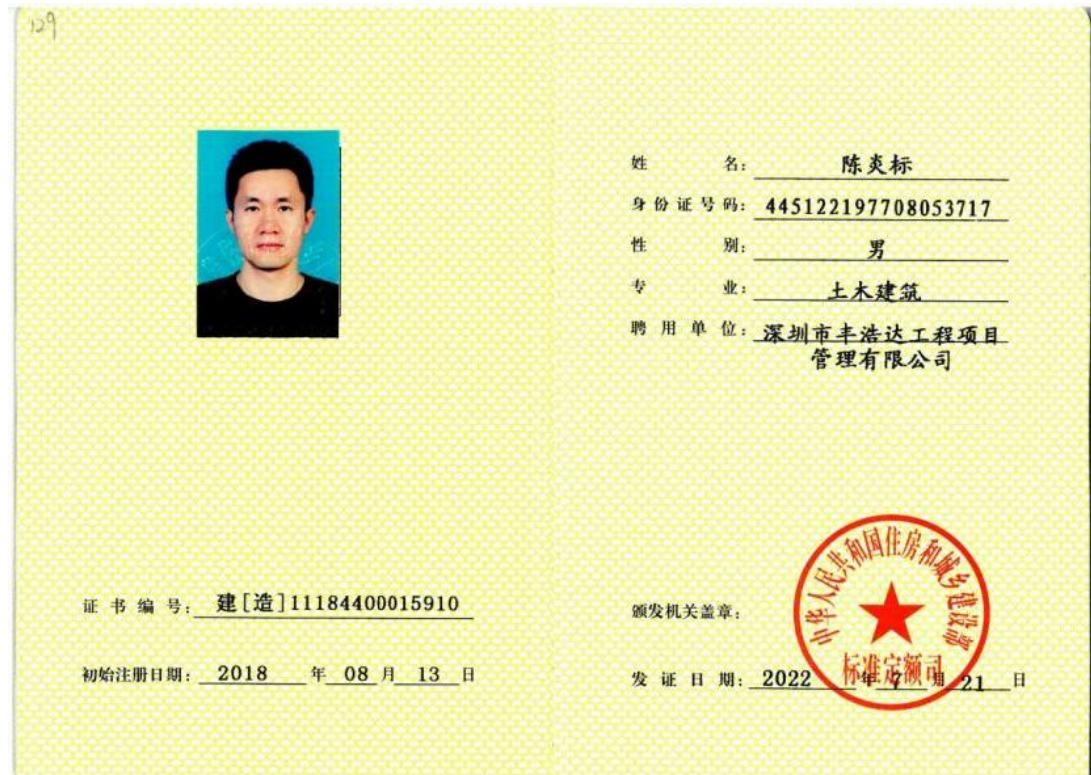 129
证书编号: 建[造]11184400015910
初始注册日期: 2018 年 08 月 13 日
姓名: 陈炎标
身份证号码: 445122197708053717
性别: 男
专业: 土木建筑
聘用单位: 深圳市丰浩达工程项目
管理有限公司
颁发机关盖章:
中华人民共和国住房和城乡建设部
标准定额司
发证日期: 2022 年 7 月 21 日